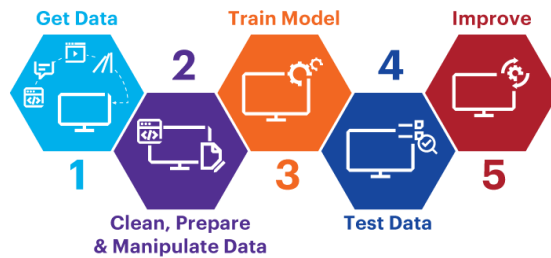 Get Data
1
2
Clean, Prepare
& Manipulate Data
Train Model
3
4
Test Data
Improve
5